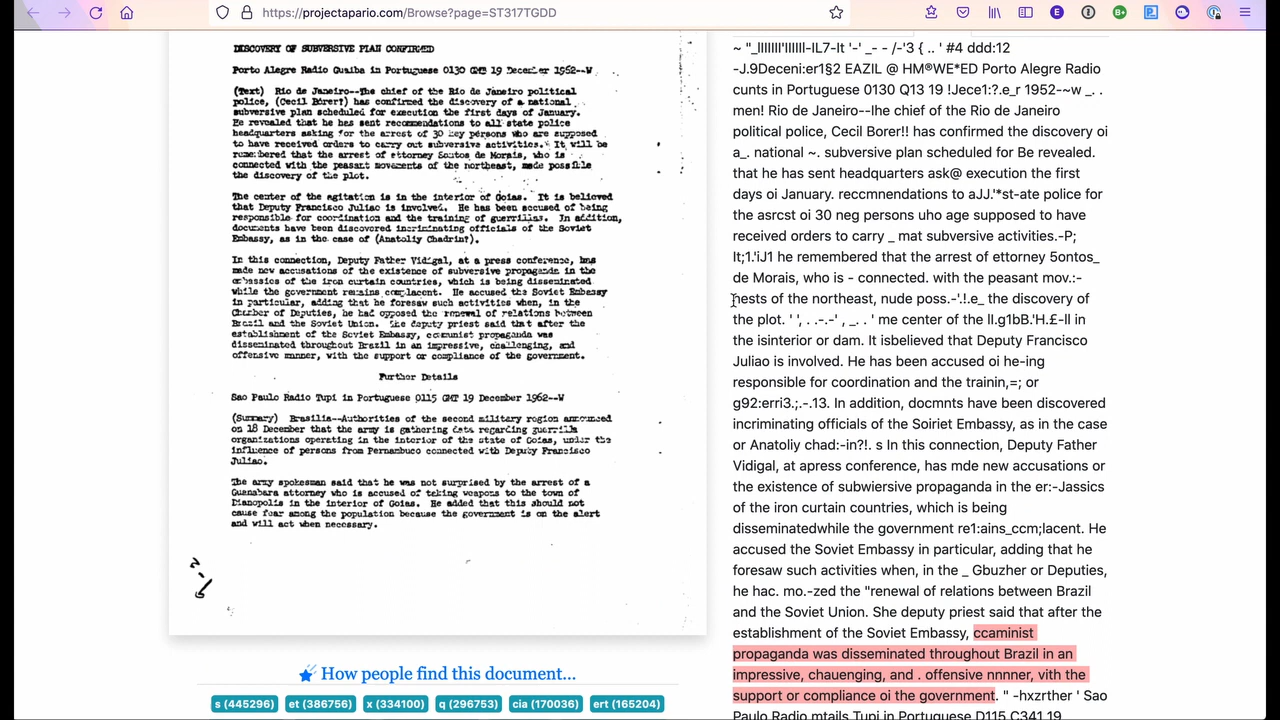 https://projectapario.com/Browse?page=ST317TGDD
DISCOVERY OF SUBVERSIVE PLAN CONFIRMED
Porto Alegre Radio Guaiba in Portuguese 0130 GMT 19 December 1962--W
(Text) Rio de Janeiro--The chief of the Rio de Janeiro political
police, (Cecil Borer?) has confirmed the discovery of a national
subversive plan scheduled for execution the first days of January.
He revealed that he has sent recommendations to all state police
headquarters asking for the arrest of 30 key persons who are supposed
to have received orders to carry out subversive activities. It will be
remembered that the arrest of attorney Santos de Morais, who is
connected with the peasant movements of the northeast, made possible
the discovery of the plot.
The center of the agitation is in the interior of Goias. It is believed
that Deputy Francisco Juliao is involved. He has been accused of being
responsible for coordination and the training of guerrillas. In addition,
documents have been discovered incriminating officials of the Soviet
Embassy, as in the case of (Anatoliy Chadrin?).
In this connection, Deputy Father Vidigal, at a press conference, has
made new accusations of the existence of subversive propaganda in the
embassies of the iron curtain countries, which is being disseminated
while the government remains complacent. He accused the Soviet Embassy
in particular, adding that he foresaw such activities when, in the
Chamber of Deputies, he had opposed the renewal of relations between
Brazil and the Soviet Union. The deputy priest said that after the
establishment of the Soviet Embassy, communist propaganda was
disseminated throughout Brazil in an impressive, challenging, and
offensive manner, with the support or compliance of the government.
Further Details
Sao Paulo Radio Tupi in Portuguese 0115 GMT 19 December 1962--W
(Summary) Brasilia--Authorities of the second military region announced
on 18 December that the army is gathering data regarding guerrilla
organizations operating in the interior of the state of Goias, under the
influence of persons from Pernambuco connected with Deputy Francisco
Juliao.
The army spokesman said that he was not surprised by the arrest of a
Guanabara attorney who is accused of taking weapons to the town of
Dianopolis in the interior of Goias. He added that this should not
cause fear among the population because the government is on the alert
and will act when necessary.
How people find this document...
s (445296) et (386756) x (334100) q (296753) cia (170036) ert (165204)
~ "_lllllll'llllll-IL7-lt '-' _- - /-'3 { .. ' #4 ddd:12
-J.9Deceni:er1§2 EAZIL @ HM®WE*ED Porto Alegre Radio
cunts in Portuguese 0130 Q13 19 !Jece1:?.e_r 1952-~w _. .
men! Rio de Janeiro--lhe chief of the Rio de Janeiro
political police, Cecil Borer!! has confirmed the discovery oi
a_. national ~. subversive plan scheduled for Be revealed.
that he has sent headquarters ask@ execution the first
days oi January. reccmnendations to aJJ.'*st-ate police for
the asrcst oi 30 neg persons uho age supposed to have
received orders to carry _ mat subversive activities.-P;
lt;1.'iJ1 he remembered that the arrest of ettorney 5ontos_
de Morais, who is - connected. with the peasant mov.:-
nests of the northeast, nude poss.-'.!.e_ the discovery of
the plot. ' ', . .-.-' , _. . ' me center of the lI.g1bB.'H.£-ll in
the isinterior or dam. It isbelieved that Deputy Francisco
Juliao is involved. He has been accused oi he-ing
responsible for coordination and the trainin,=; or
g92:erri3.;.-.13. In addition, docmnts have been discovered
incriminating officials of the Soiriet Embassy, as in the case
or Anatoliy chad:-in?!. s In this connection, Deputy Father
Vidigal, at apress conference, has mde new accusations or
the existence of subwiersive propaganda in the er:-Jassics
of the iron curtain countries, which is being
disseminatedwhile the government re1:ains_ccm;lacent. He
accused the Soviet Embassy in particular, adding that he
foresaw such activities when, in the _ Gbuzher or Deputies,
he hac. mo.-zed the "renewal of relations between Brazil
and the Soviet Union. She deputy priest said that after the
establishment of the Soviet Embassy, ccaminist
propaganda was disseminated throughout Brazil in an
impressive, chauenging, and . offensive nnnner, vith the
support or compliance oi the government. " -hxzrther ' Sao
Paulo Radio mtails Tupi in Portuguese D115 C341 19